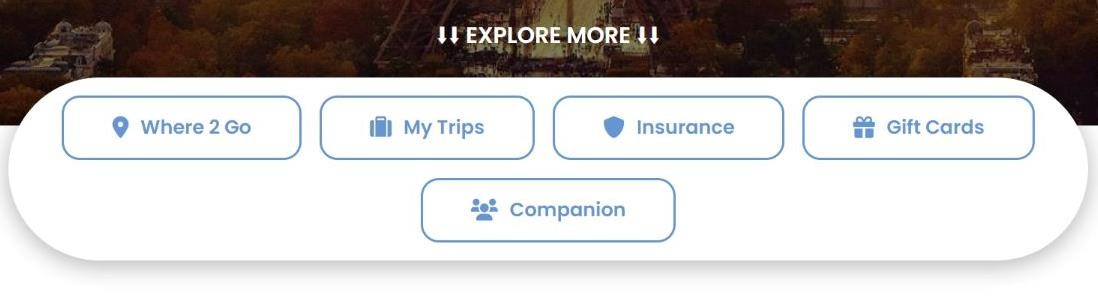 ⬇⬇ EXPLORE MORE ⬇⬇
Where 2 Go
My Trips
Insurance
Gift Cards
Companion